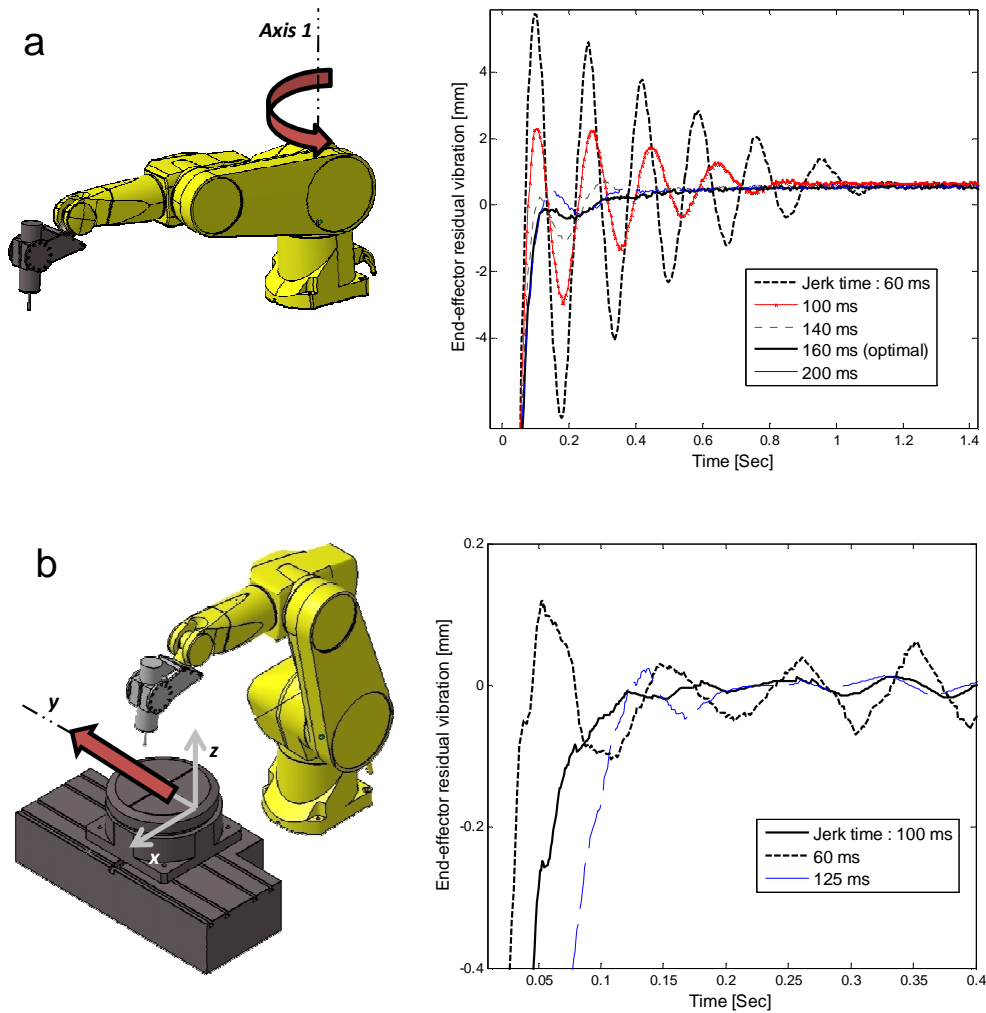 a
Axis 1
End-effector residual vibration [mm]
4
2
0
-2
-4
Jerk time : 60 ms
100 ms
140 ms
160 ms (optimal)
200 ms
0
0.2
0.4
0.6
0.8
1
1.2
1.4
Time [Sec]
b
y
z
x
End-effector residual vibration [mm]
0.2
0
-0.2
-0.4
Jerk time : 100 ms
60 ms
125 ms
0.05
0.1
0.15
0.2
0.25
0.3
0.35
0.4
Time [Sec]